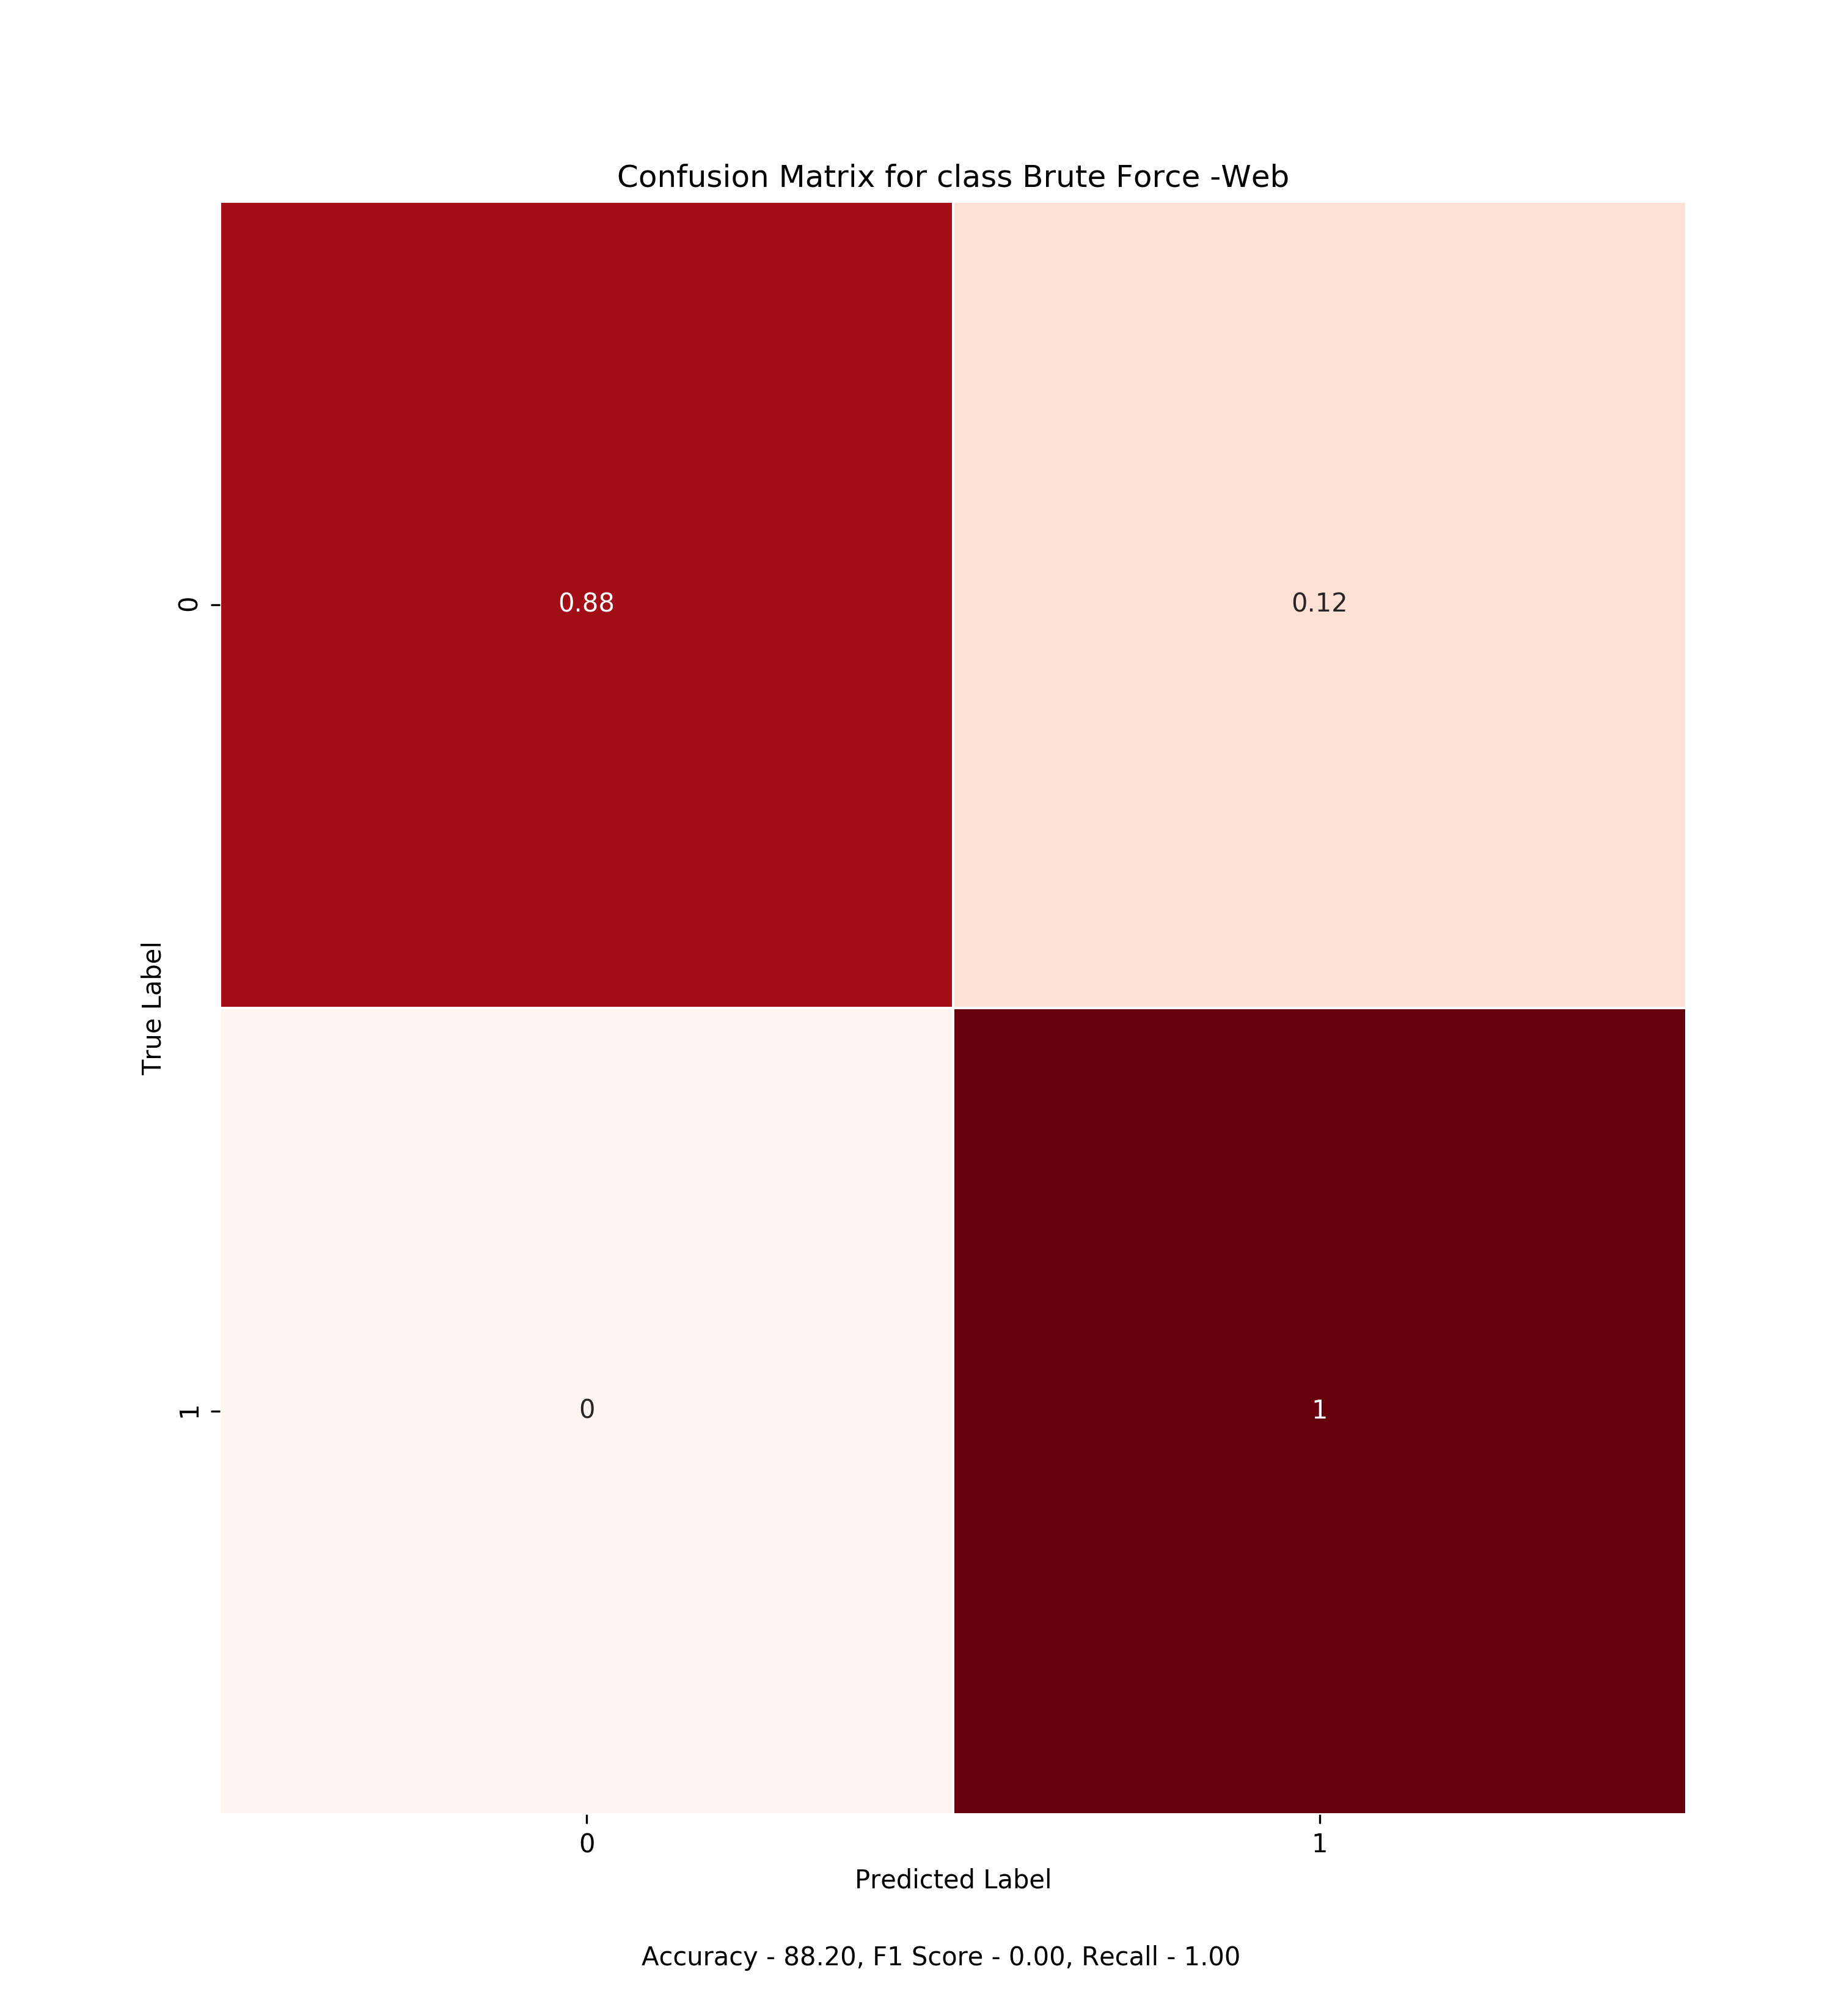 Confusion Matrix for class Brute Force -Web
0.88
0.12
0
True Label
0
1
1
0
1
Predicted Label
Accuracy - 88.20, F1 Score - 0.00, Recall - 1.00